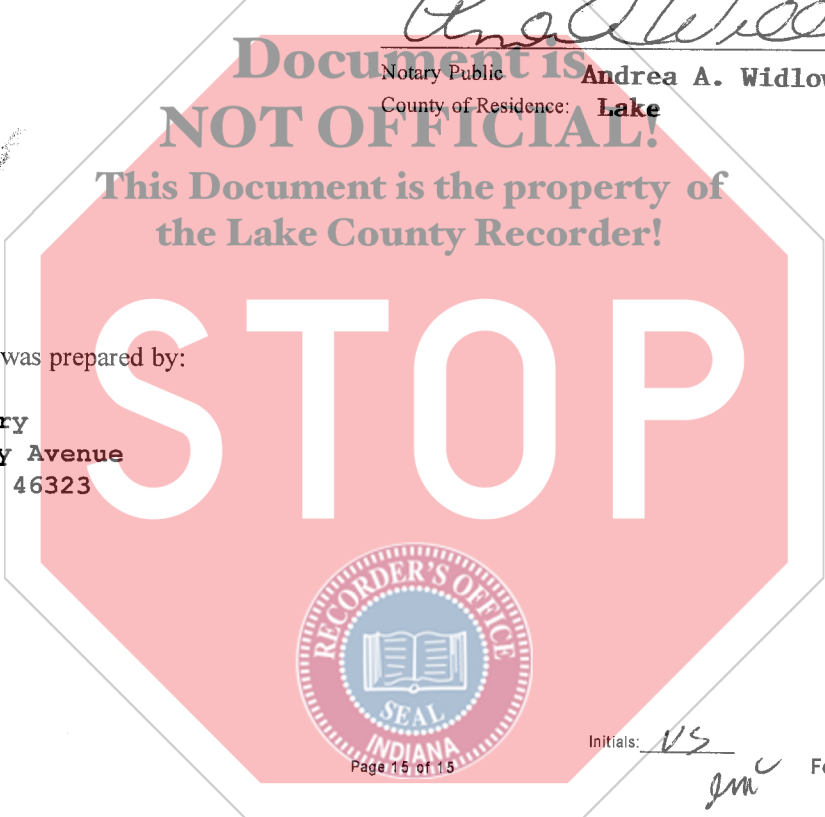 Document is
Notary Public Andrea A. Widlow
County of Residence: Lake
NOT OFFICIAL!
This Document is the property of
the Lake County Recorder!
STOP
was prepared by:
ry
y Avenue
46323
RECORDER'S OFFICE
SEAL
INDIANA
Initials: VS
Page 15 of 15